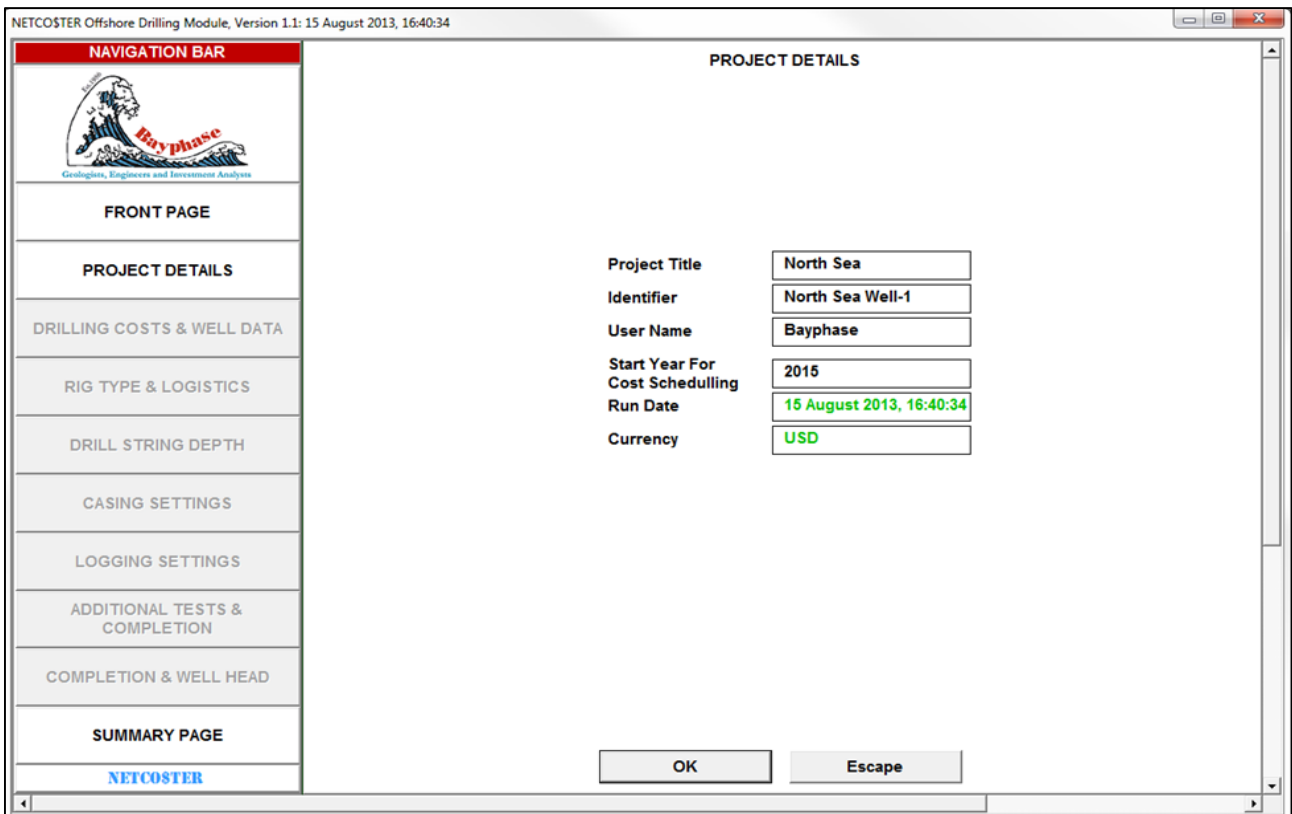 NETCO$TER Offshore Drilling Module, Version 1.1: 15 August 2013, 16:40:34
NAVIGATION BAR
Est.1990
Bayphase
Geologists, Engineers and Investment Analysts
FRONT PAGE
PROJECT DETAILS
DRILLING COSTS & WELL DATA
RIG TYPE & LOGISTICS
DRILL STRING DEPTH
CASING SETTINGS
LOGGING SETTINGS
ADDITIONAL TESTS &
COMPLETION
COMPLETION & WELL HEAD
SUMMARY PAGE
NETCO$TER
PROJECT DETAILS
Project Title North Sea
Identifier North Sea Well-1
User Name Bayphase
Start Year For
Cost Schedulling 2015
Run Date 15 August 2013, 16:40:34
Currency USD
OK Escape